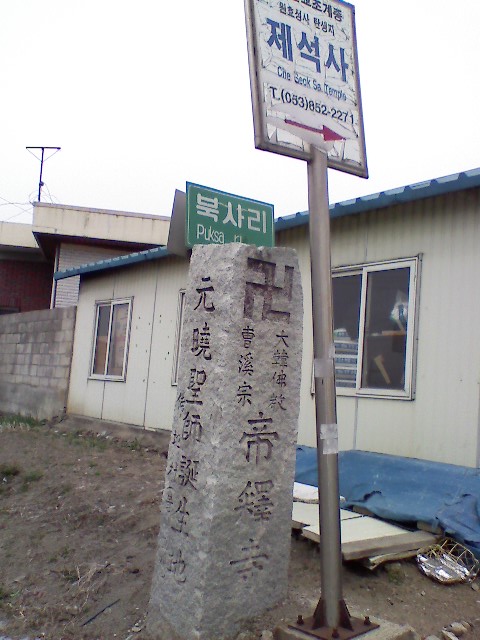 원효성사 탄생지
제석사
Che Seok Sa Temple
T.(053)852-2271
북사리
Puksa ri
卍
大韓佛敎
曹溪宗
帝釋寺
元曉聖師誕生地